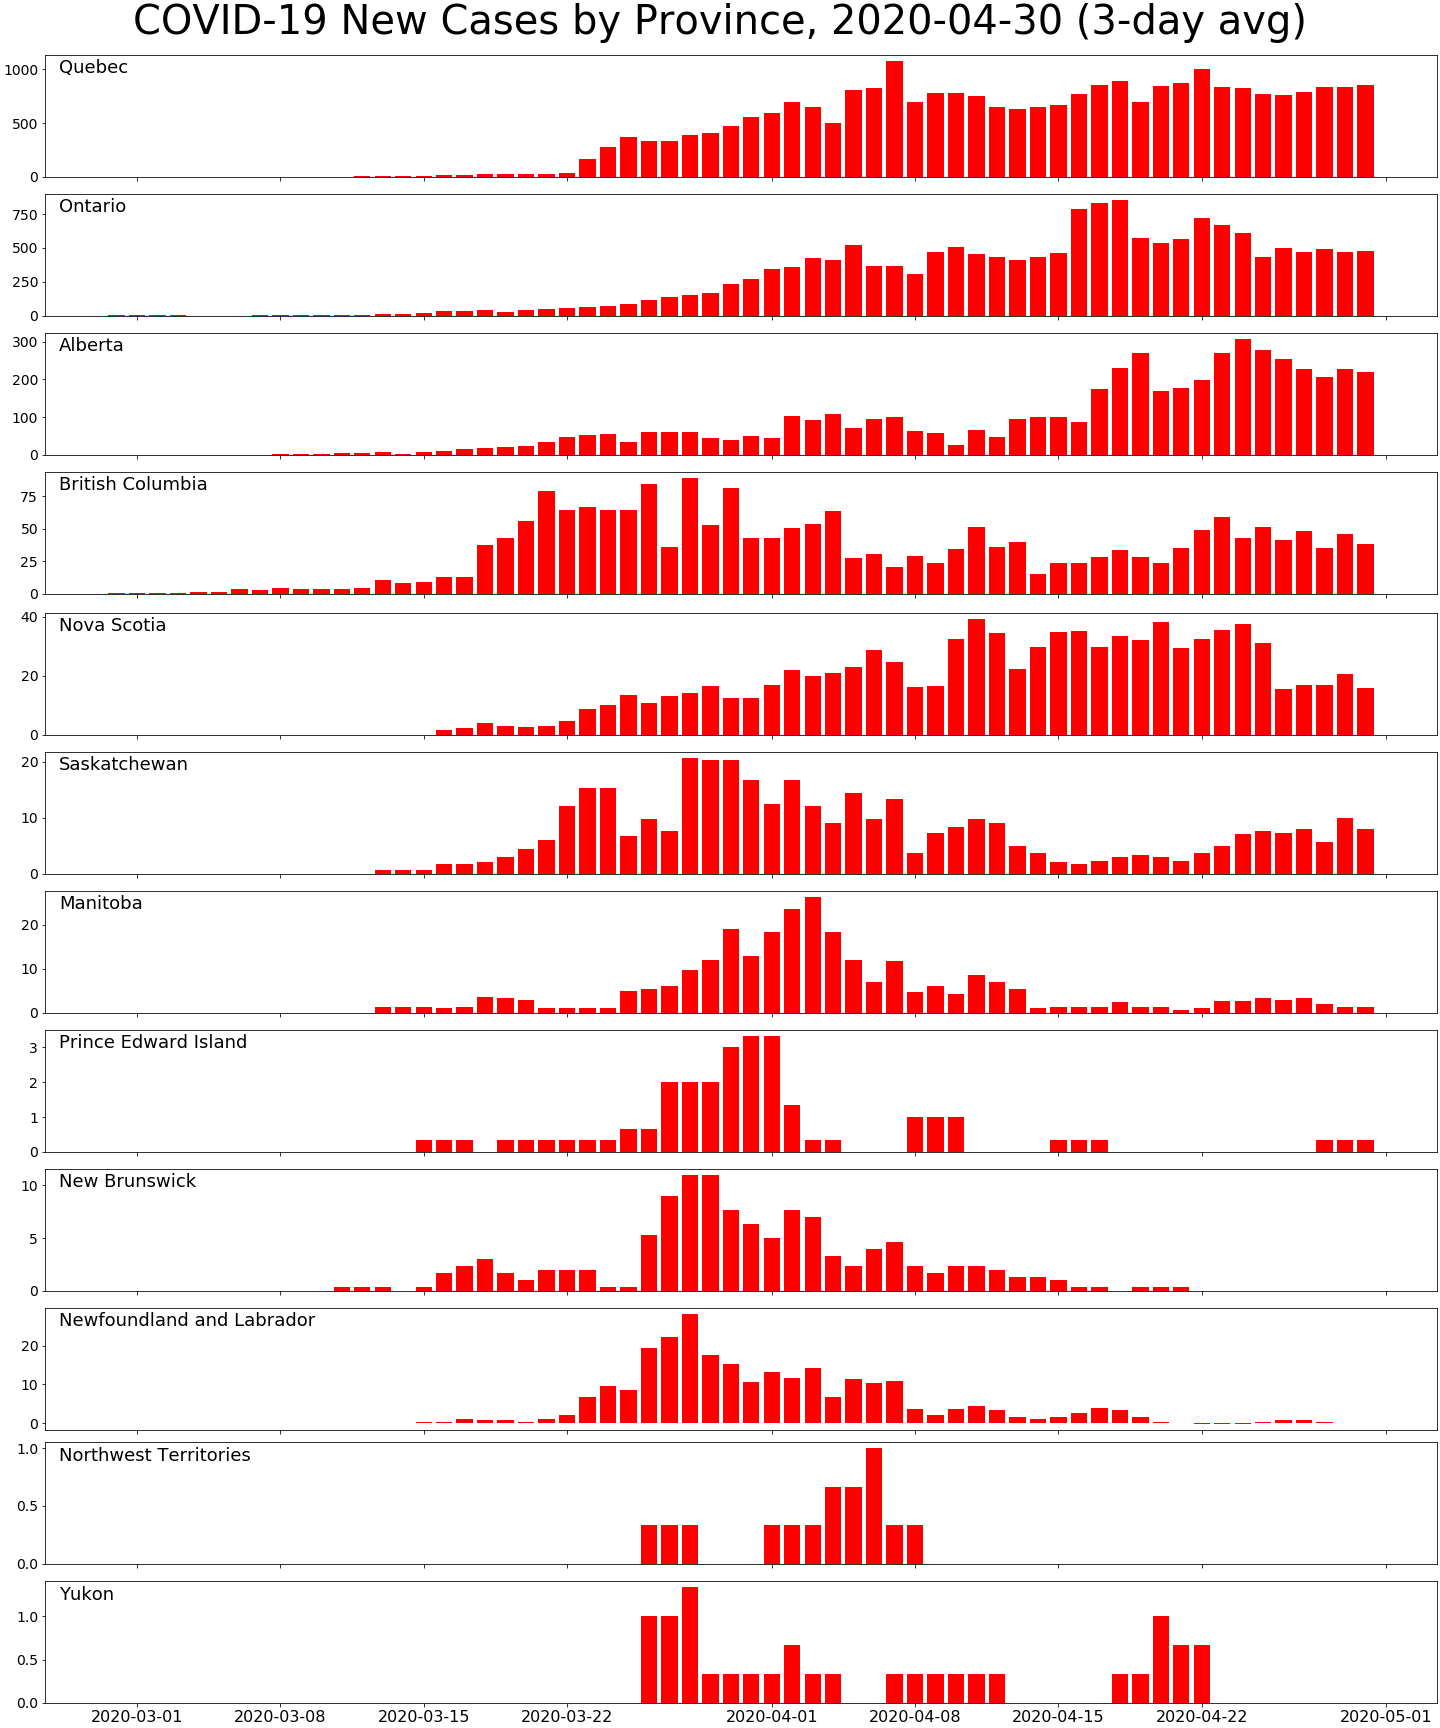 COVID-19 New Cases by Province, 2020-04-30 (3-day avg)
Quebec
1000
500
0
Ontario
750
500
250
0
Alberta
300
200
100
0
British Columbia
75
50
25
0
Nova Scotia
40
20
0
Saskatchewan
20
10
0
Manitoba
20
10
0
Prince Edward Island
3
2
1
0
New Brunswick
10
5
0
Newfoundland and Labrador
20
10
0
Northwest Territories
1.0
0.5
0.0
Yukon
1.0
0.5
0.0
2020-03-01 2020-03-08 2020-03-15 2020-03-22 2020-04-01 2020-04-08 2020-04-15 2020-04-22 2020-05-01